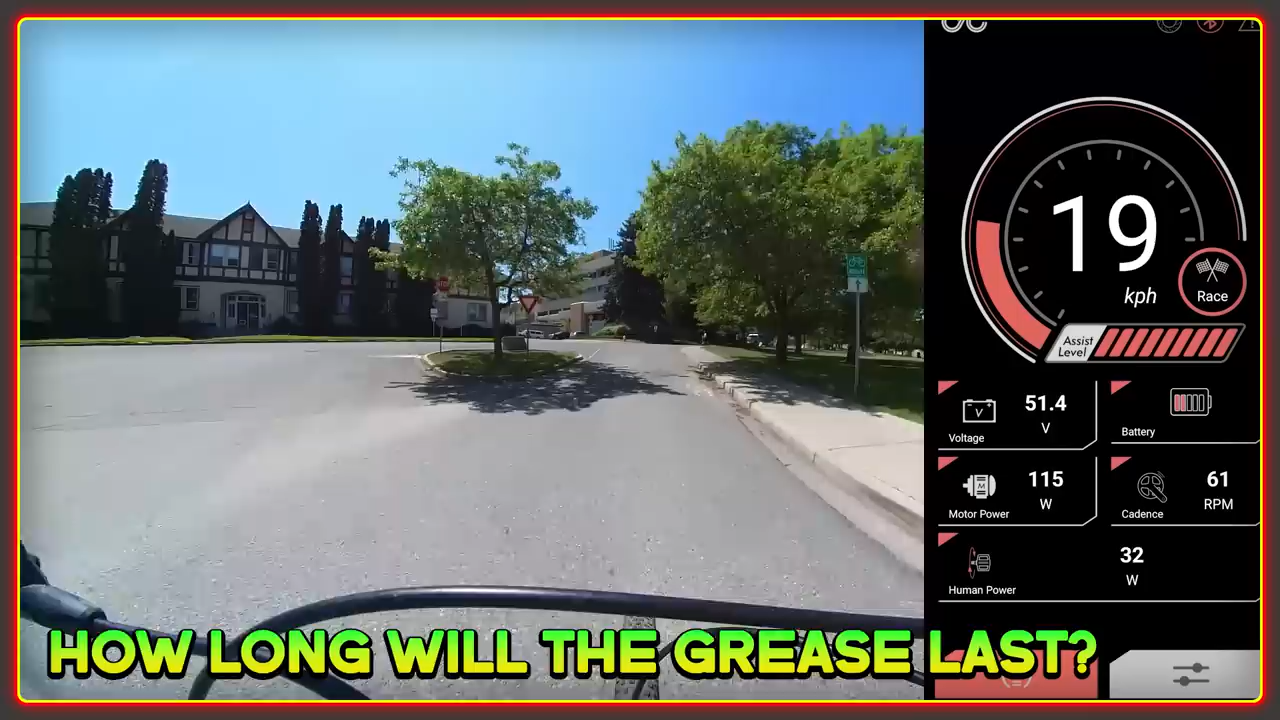 19
kph
Race
Assist
Level
51.4
V
Voltage
Battery
115
W
Motor Power
61
RPM
Cadence
32
W
Human Power
HOW LONG WILL THE GREASE LAST?